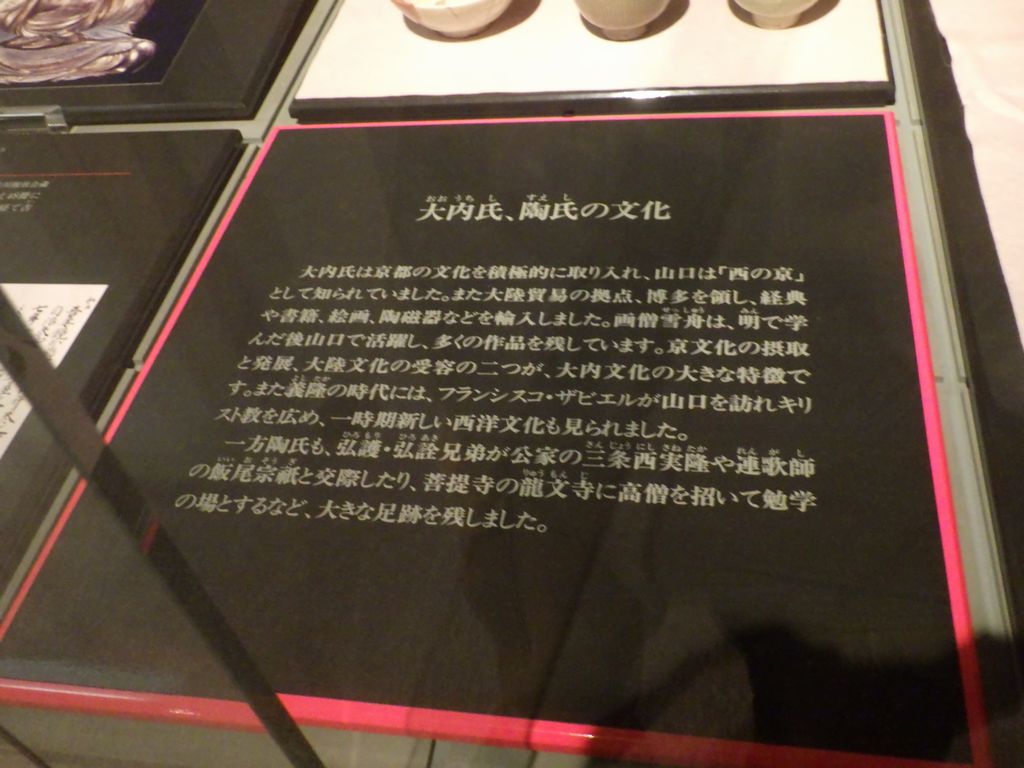 大内氏、陶氏の文化
大内氏は京都の文化を積極的に取り入れ、山口は「西の京」
として知られていました。また大陸貿易の拠点、博多を領し、経典
や書籍、絵画、陶磁器などを輸入しました。画僧雪舟は、明で学
んだ後山口で活躍し、多くの作品を残しています。京文化の摂取
と発展、大陸文化の受容の二つが、大内文化の大きな特徴で
す。また義隆の時代には、フランシスコ・ザビエルが山口を訪れキリ
スト教を広め、一時期新しい西洋文化も見られました。
一方陶氏も、弘護・弘詮兄弟が公家の三条西実隆や連歌師
の飯尾宗祇と交際したり、菩提寺の龍文寺に高僧を招いて勉学
の場とするなど、大きな足跡を残しました。